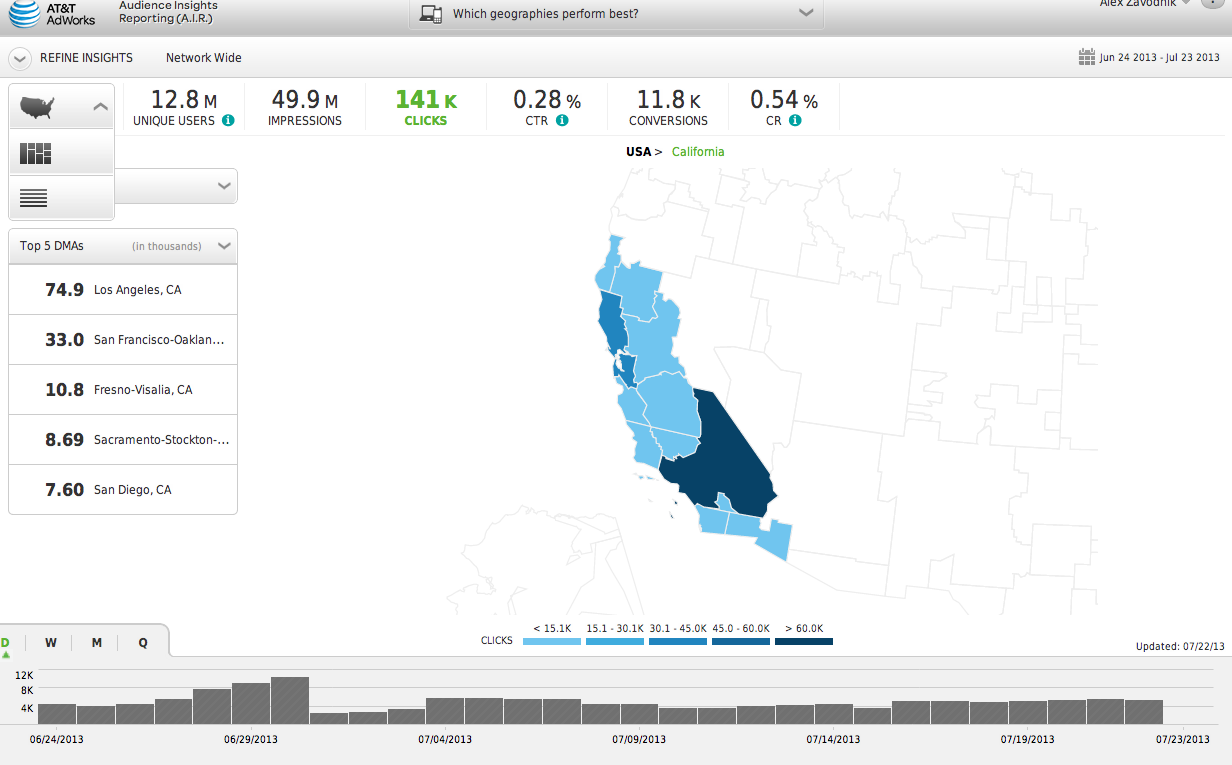 AT&T
AdWorks
Audience Insights
Reporting (A.I.R.)
Which geographies perform best?
Alex Zavodnik
REFINE INSIGHTS
Network Wide
Jun 24 2013 - Jul 23 2013
12.8 M
UNIQUE USERS i
49.9 M
IMPRESSIONS
141 K
CLICKS
0.28 %
CTR i
11.8 K
CONVERSIONS
0.54 %
CR i
USA > California
Top 5 DMAs (in thousands)
74.9 Los Angeles, CA
33.0 San Francisco-Oaklan...
10.8 Fresno-Visalia, CA
8.69 Sacramento-Stockton-...
7.60 San Diego, CA
CLICKS
< 15.1K 15.1 - 30.1K 30.1 - 45.0K 45.0 - 60.0K > 60.0K
Updated: 07/22/13
D W M Q
12K
8K
4K
06/24/2013 06/29/2013 07/04/2013 07/09/2013 07/14/2013 07/19/2013 07/23/2013